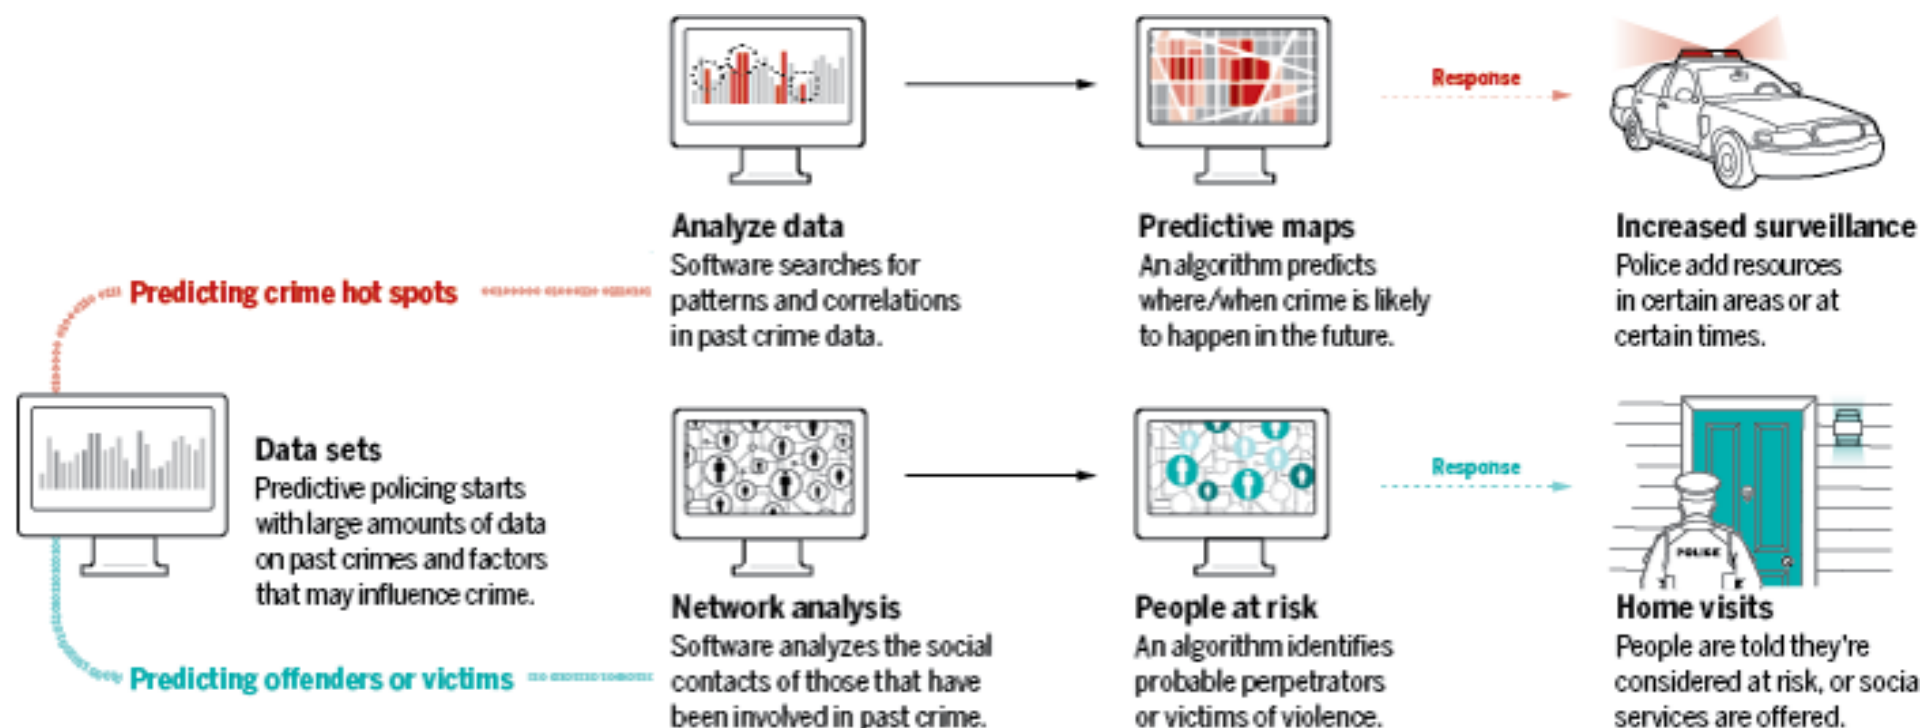 Response
Analyze data
Software searches for
patterns and correlations
in past crime data.
Predictive maps
An algorithm predicts
where/when crime is likely
to happen in the future.
Increased surveillance
Police add resources
in certain areas or at
certain times.
Predicting crime hot spots
Data sets
Predictive policing starts
with large amounts of data
on past crimes and factors
that may influence crime.
Predicting offenders or victims
Response
POLICE
Network analysis
Software analyzes the social
contacts of those that have
been involved in past crime.
People at risk
An algorithm identifies
probable perpetrators
or victims of violence.
Home visits
People are told they're
considered at risk, or socia
services are offered.